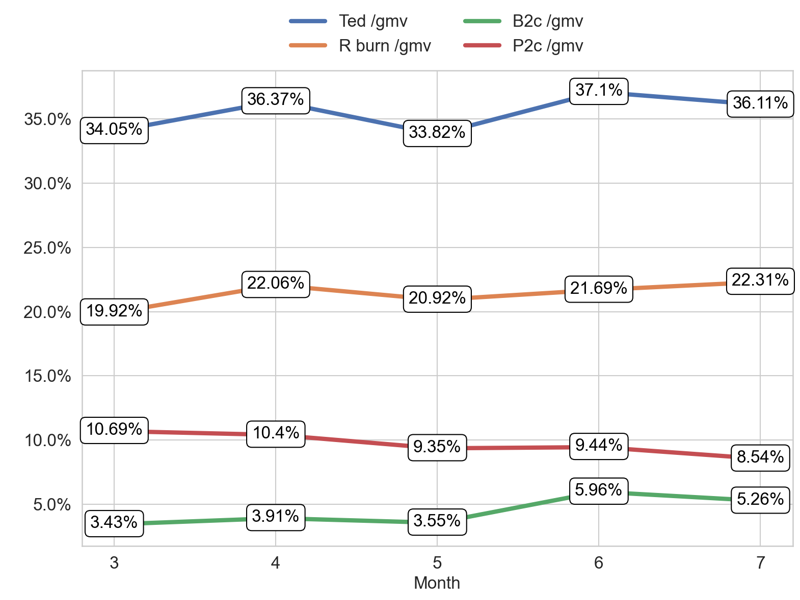 Ted /gmv B2c /gmv
R burn /gmv P2c /gmv
35.0%
30.0%
25.0%
20.0%
15.0%
10.0%
5.0%
34.05% 36.37% 33.82% 37.1% 36.11%
19.92% 22.06% 20.92% 21.69% 22.31%
10.69% 10.4% 9.35% 9.44% 8.54%
3.43% 3.91% 3.55% 5.96% 5.26%
3 4 5 6 7
Month